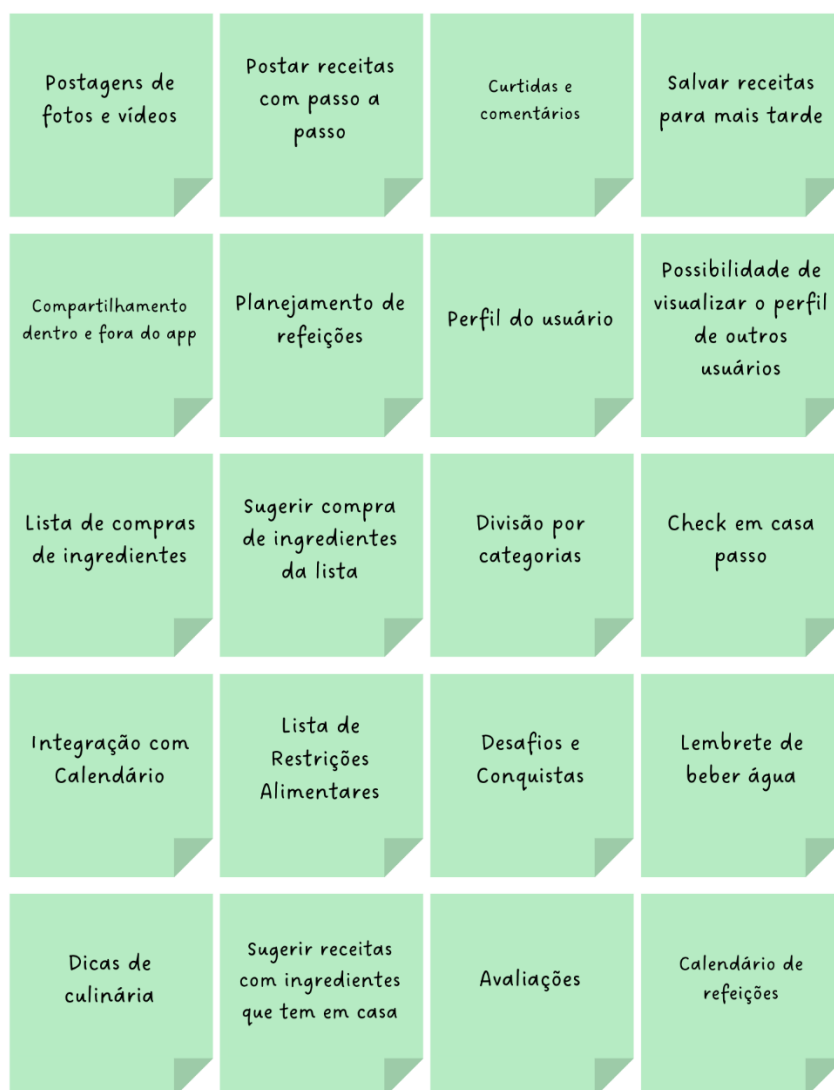 Postagens de
fotos e vídeos
Postar receitas
com passo a
passo
Curtidas e
comentários
Salvar receitas
para mais tarde
Compartilhamento
dentro e fora do app
Planejamento de
refeições
Perfil do usuário
Possibilidade de
visualizar o perfil
de outros
usuários
Lista de compras
de ingredientes
Sugerir compra
de ingredientes
da lista
Divisão por
categorias
Check em casa
passo
Integração com
Calendário
Lista de
Restrições
Alimentares
Desafios e
Conquistas
Lembrete de
beber água
Dicas de
culinária
Sugerir receitas
com ingredientes
que tem em casa
Avaliações
Calendário de
refeições